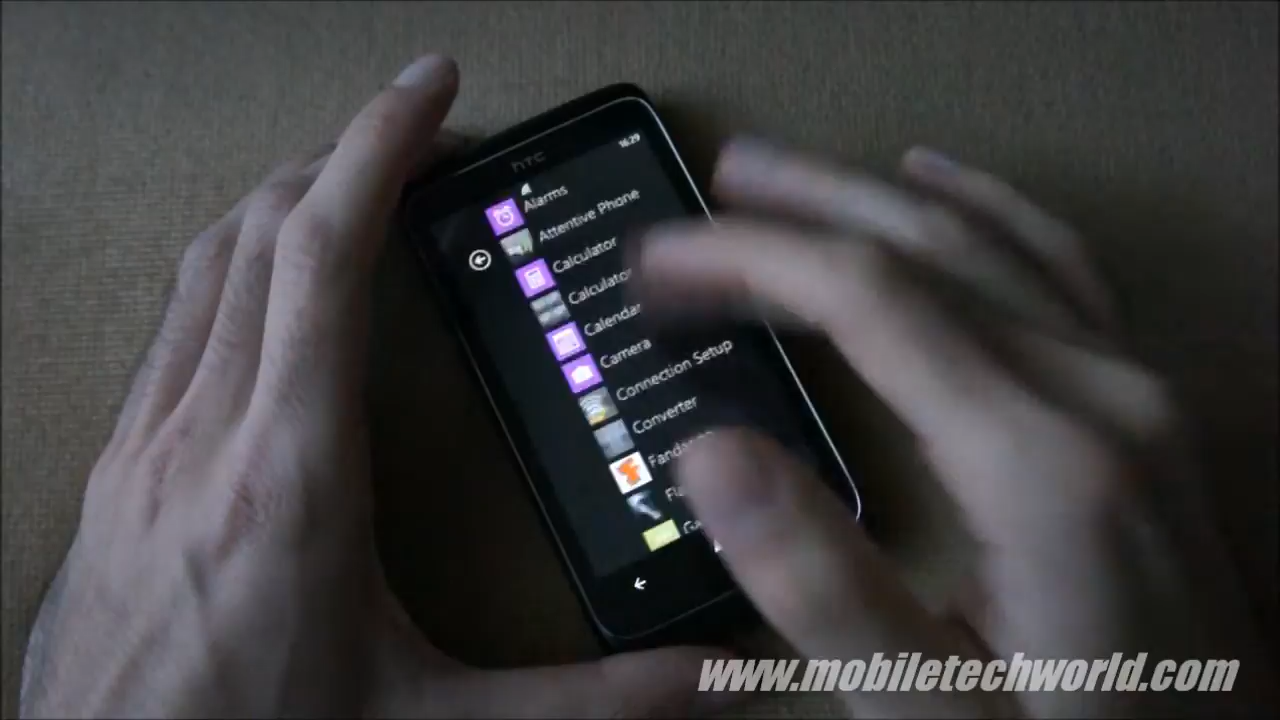 hTC
16:29
Alarms
Attentive Phone
Calculator
Calculator
Calendar
Camera
Connection Setup
Converter
www.mobiletechworld.com